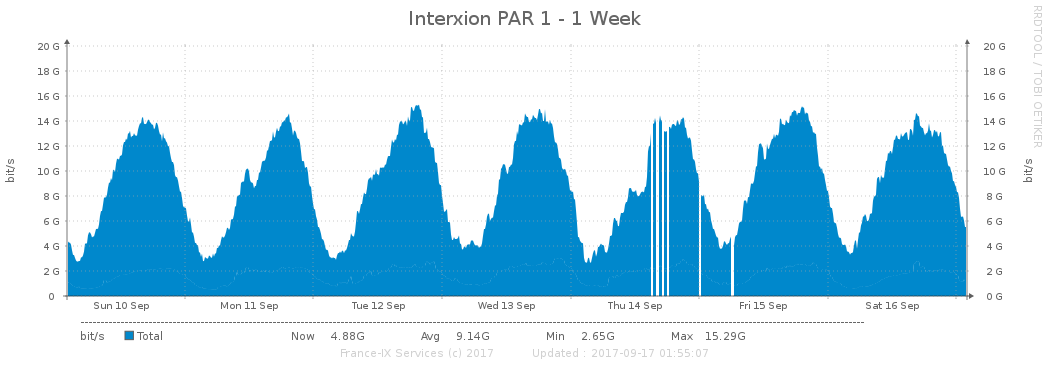 Interxion PAR 1 - 1 Week
RRDTOOL / TOBI OETIKER
20 G 20 G
18 G 18 G
16 G 16 G
14 G 14 G
12 G 12 G
10 G 10 G
8 G 8 G
6 G 6 G
4 G 4 G
2 G 2 G
0 0 G
bit/s
bit/s
Sun 10 Sep Mon 11 Sep Tue 12 Sep Wed 13 Sep Thu 14 Sep Fri 15 Sep Sat 16 Sep
bit/s Total Now 4.88G Avg 9.14G Min 2.65G Max 15.29G
France-IX Services (c) 2017 Updated : 2017-09-17 01:55:07